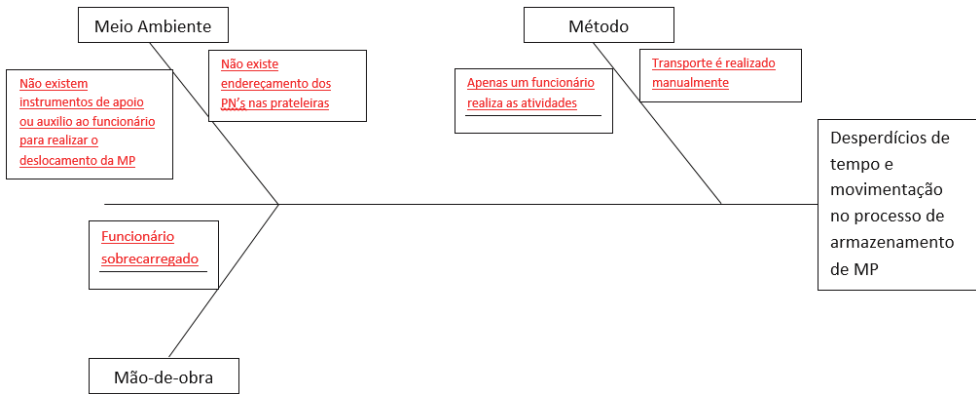 Meio Ambiente
Método
Não existem
instrumentos de apoio
ou auxilio ao funcionário
para realizar o
deslocamento da MP
Não existe
endereçamento dos
PN's nas prateleiras
Apenas um funcionário
realiza as atividades
Transporte é realizado
manualmente
Desperdícios de
tempo e
movimentação
no processo de
armazenamento
de MP
Funcionário
sobrecarregado
Mão-de-obra